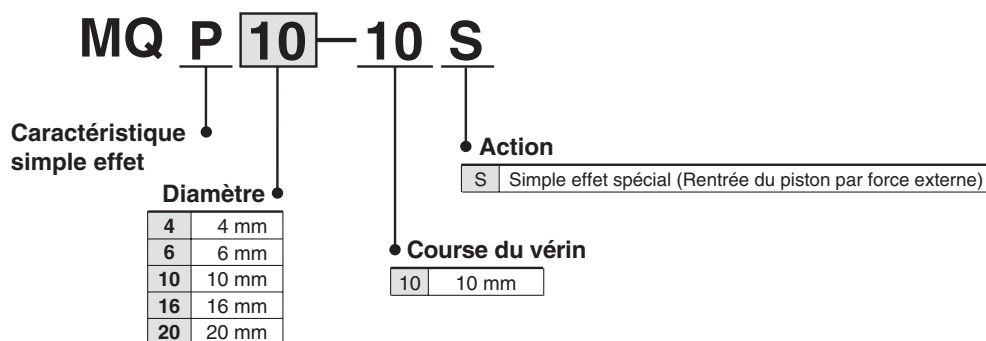 MQ P 10 — 10 S
Caractéristique
simple effet
Diamètre
4 4 mm
6 6 mm
10 10 mm
16 16 mm
20 20 mm
Course du vérin
10 10 mm
Action
S Simple effet spécial (Rentrée du piston par force externe)